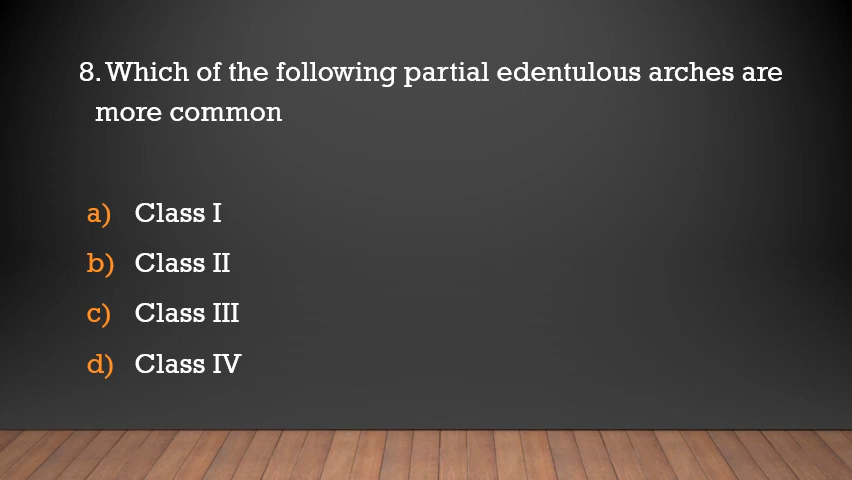 8. Which of the following partial edentulous arches are
more common
a) Class I
b) Class II
c) Class III
d) Class IV